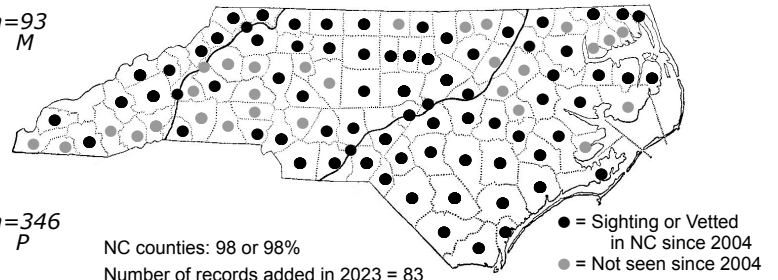 n=93
M
n=346
P
NC counties: 98 or 98%
Number of records added in 2023 = 83
= Sighting or Vetted
in NC since 2004
= Not seen since 2004